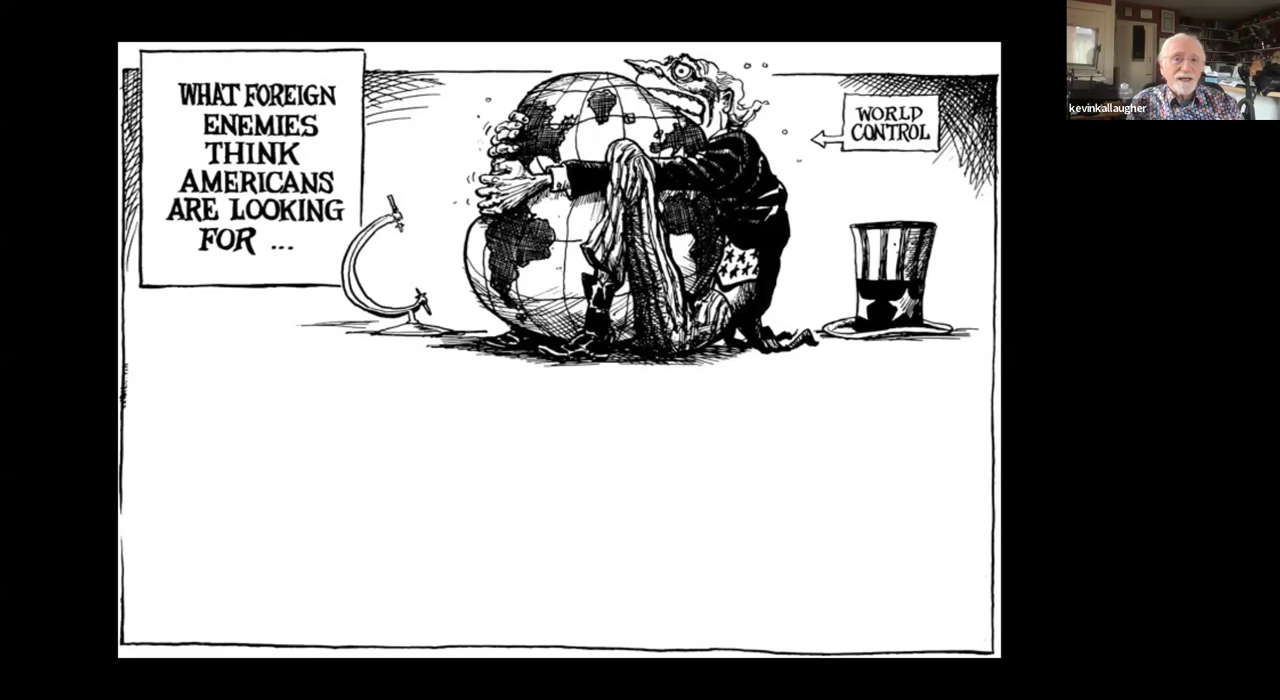 WHAT FOREIGN
ENEMIES
THINK
AMERICANS
ARE LOOKING
FOR ...
WORLD
CONTROL
kevinkallaugher